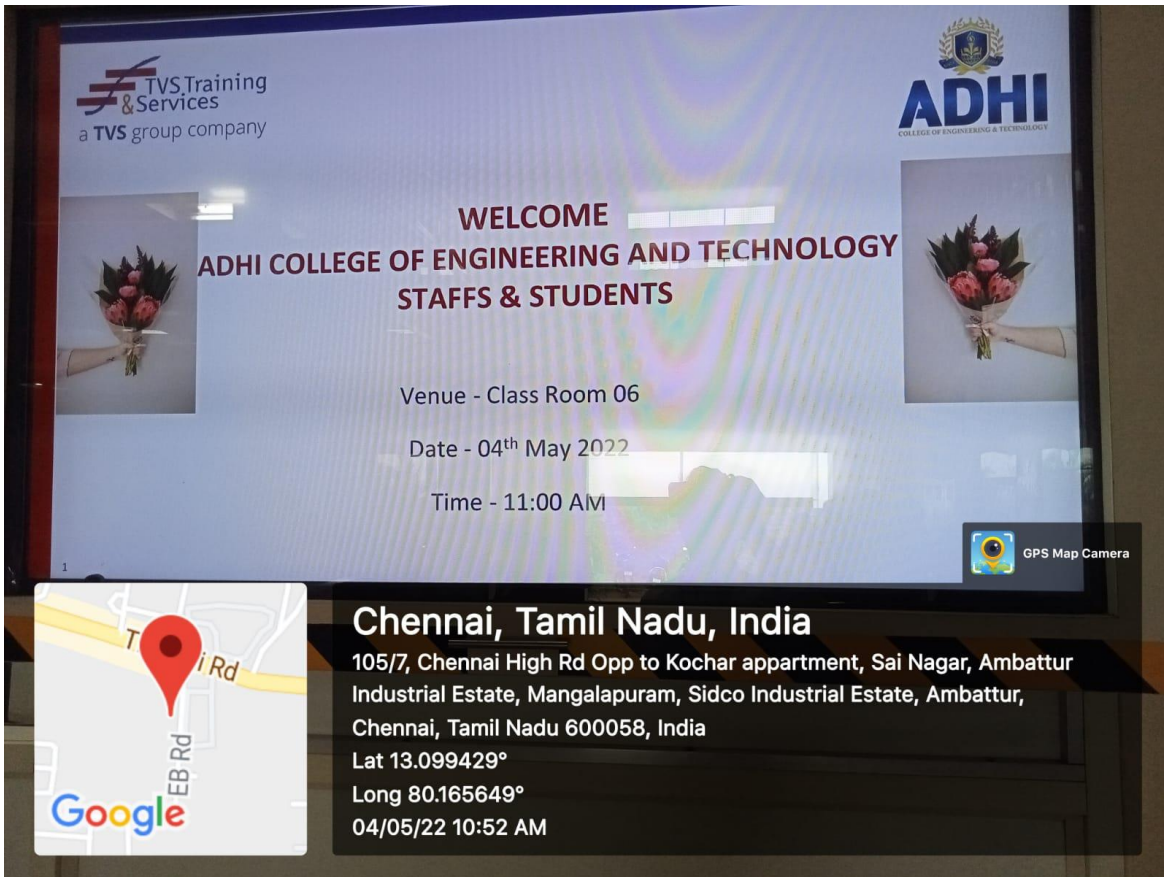 TVS Training
& Services
a TVS group company
ADHI
COLLEGE OF ENGINEERING & TECHNOLOGY
WELCOME
ADHI COLLEGE OF ENGINEERING AND TECHNOLOGY
STAFFS & STUDENTS
Venue - Class Room 06
Date - 04th May 2022
Time - 11:00 AM
1
GPS Map Camera
i Rd
EB Rd
Google
Chennai, Tamil Nadu, India
105/7, Chennai High Rd Opp to Kochar appartment, Sai Nagar, Ambattur
Industrial Estate, Mangalapuram, Sidco Industrial Estate, Ambattur,
Chennai, Tamil Nadu 600058, India
Lat 13.099429°
Long 80.165649°
04/05/22 10:52 AM